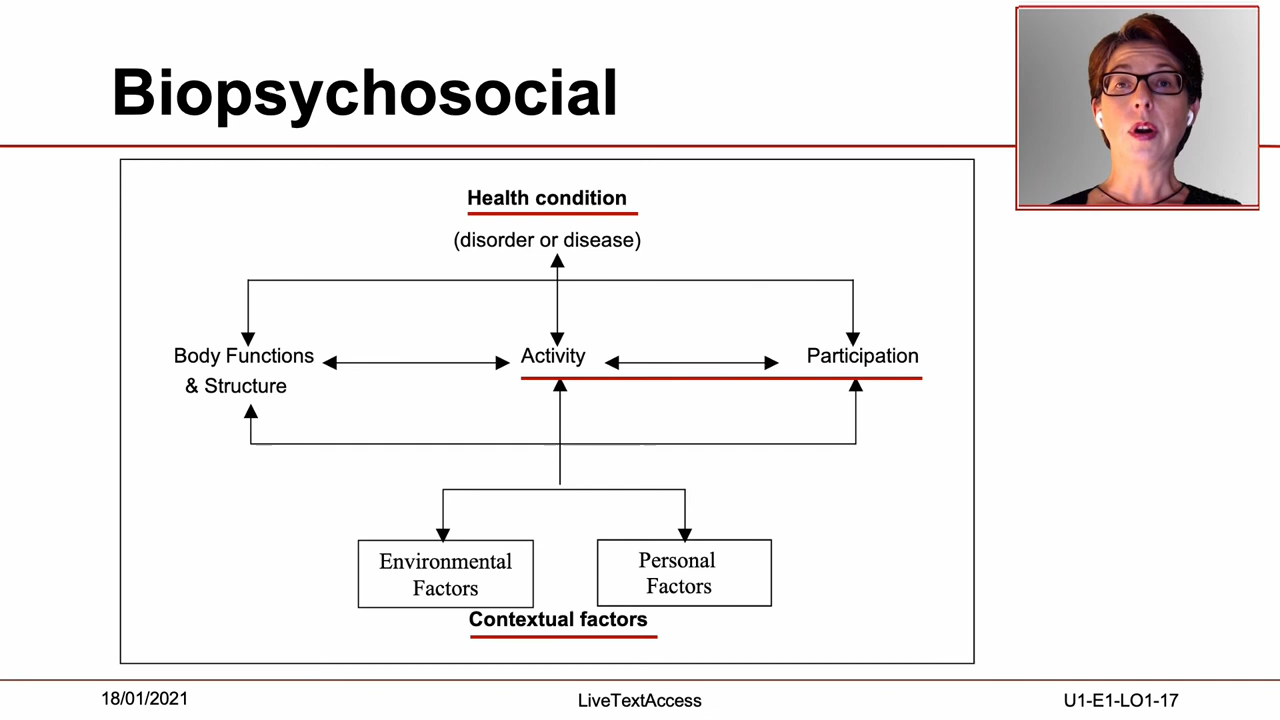 Biopsychosocial
Health condition
(disorder or disease)
Body Functions
& Structure
Activity
Participation
Environmental
Factors
Personal
Factors
Contextual factors
18/01/2021
LiveTextAccess
U1-E1-LO1-17